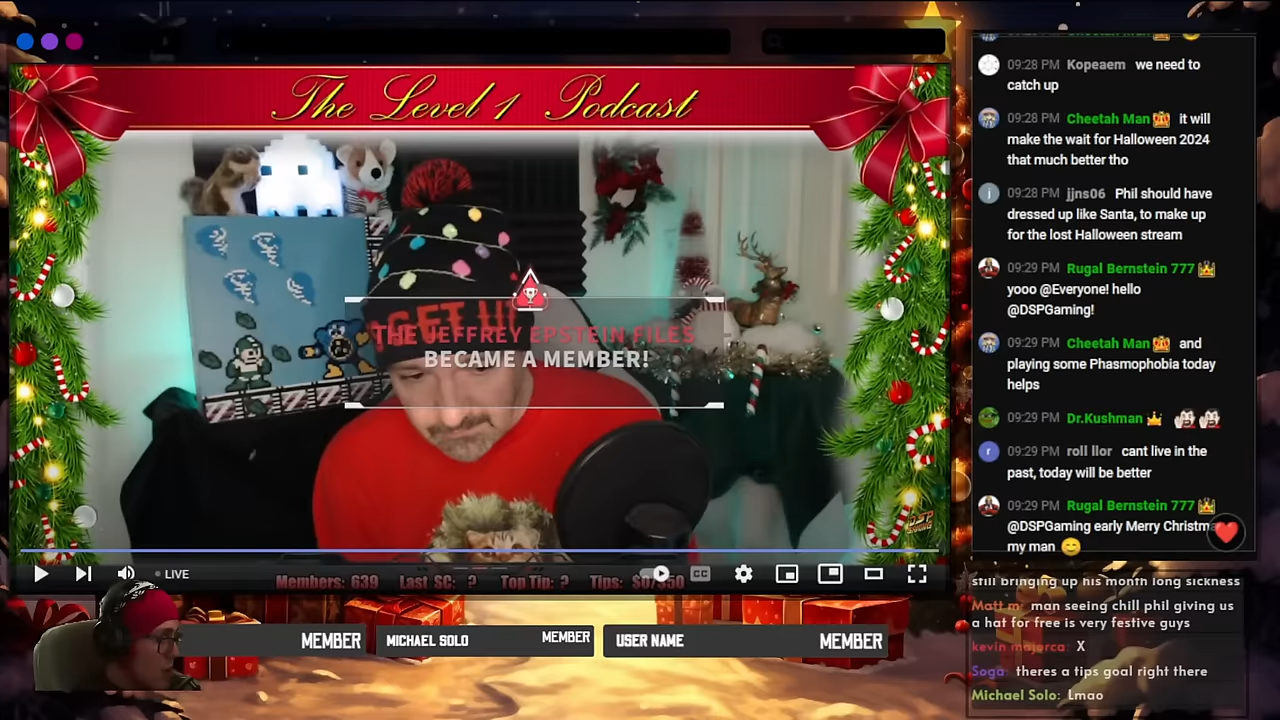 The Level 1 Podcast
GET
THE JEFFREY EPSTEIN FILES
BECAME A MEMBER!
DSP
LIVE
CC
Members: 639 Last SC: ? Top Tip: ? Tips: $0/$50
MEMBER
MICHAEL SOLO
MEMBER
USER NAME
MEMBER
09:28 PM Kopeaem we need to
catch up
09:28 PM Cheetah Man it will
make the wait for Halloween 2024
that much better tho
j 09:28 PM jjns06 Phil should have
dressed up like Santa, to make up
for the lost Halloween stream
09:29 PM Rugal Bernstein 777
yooo @Everyone! hello
@DSPGaming!
09:29 PM Cheetah Man and
playing some Phasmophobia today
helps
09:29 PM Dr.Kushman
r 09:29 PM roll llor cant live in the
past, today will be better
09:29 PM Rugal Bernstein 777
@DSPGaming early Merry Christm
my man 😊
still bringing up his month long sickness
Matt m: man seeing chill phil giving us
a hat for free is very festive guys
kevin majorca: X
Soga: theres a tips goal right there
Michael Solo: Lmao